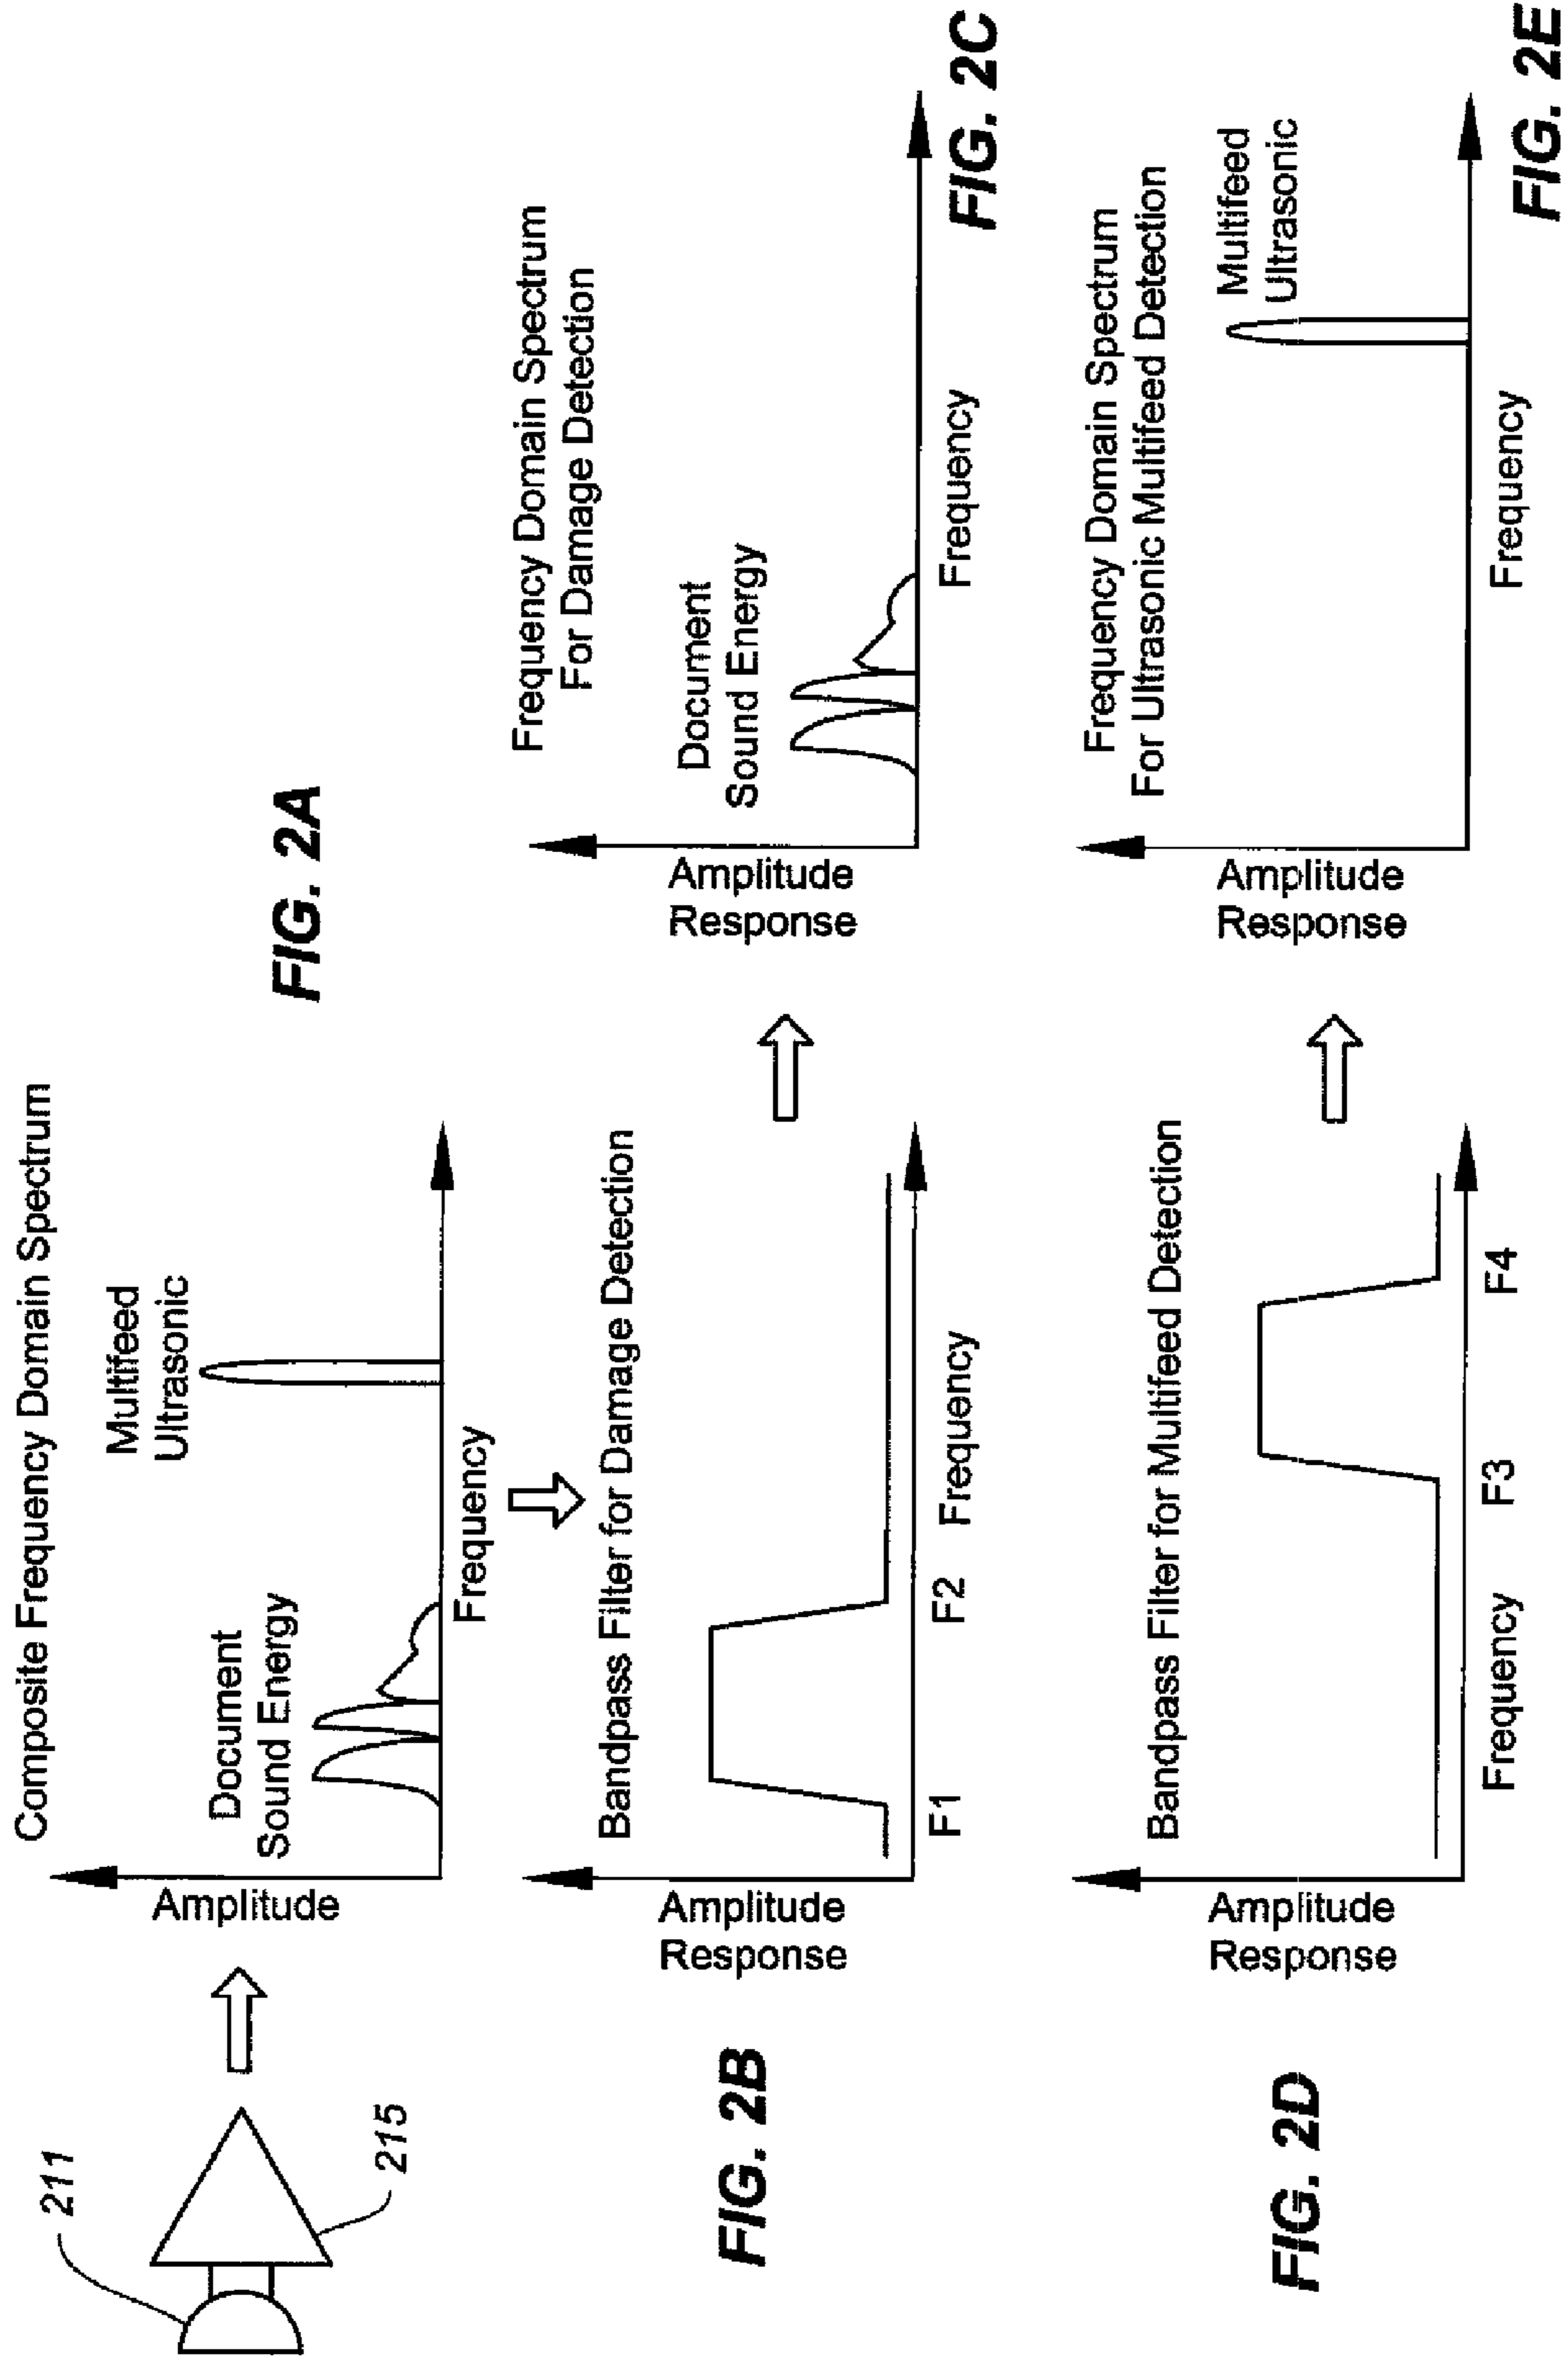 211
215
Composite Frequency Domain Spectrum
Amplitude
Document
Sound Energy
Multifeed
Ultrasonic
Frequency
FIG. 2A
Bandpass Filter for Damage Detection
Amplitude
Response
F1
F2
Frequency
FIG. 2B
Frequency Domain Spectrum
For Damage Detection
Amplitude
Response
Document
Sound Energy
Frequency
FIG. 2C
Bandpass Filter for Multifeed Detection
Amplitude
Response
Frequency
F3
F4
FIG. 2D
Frequency Domain Spectrum
For Ultrasonic Multifeed Detection
Amplitude
Response
Multifeed
Ultrasonic
Frequency
FIG. 2E